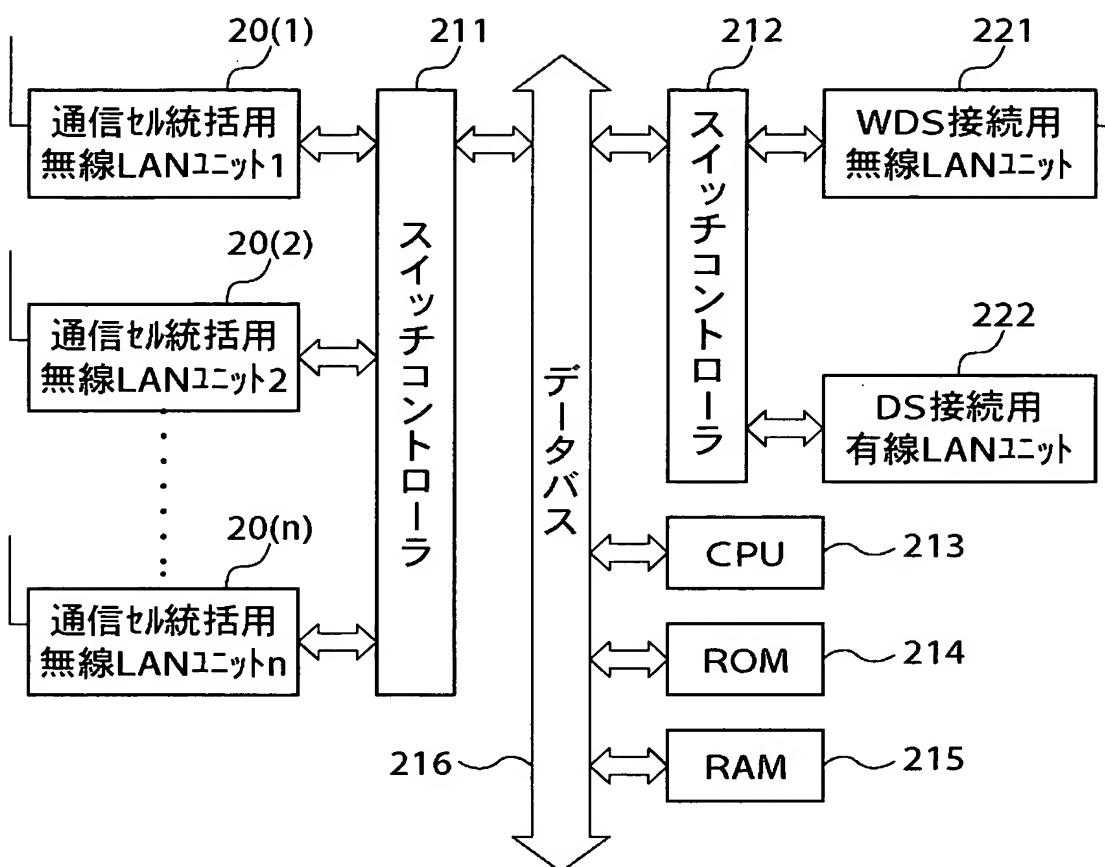 20(1)
211
212
221
通信ｾﾙ統括用
無線LANﾕﾆｯﾄ1
スイッチコントローラ
データバス
スイッチコントローラ
WDS接続用
無線LANﾕﾆｯﾄ
20(2)
通信ｾﾙ統括用
無線LANﾕﾆｯﾄ2
222
DS接続用
有線LANﾕﾆｯﾄ
20(n)
通信ｾﾙ統括用
無線LANﾕﾆｯﾄn
CPU
213
ROM
214
216
RAM
215